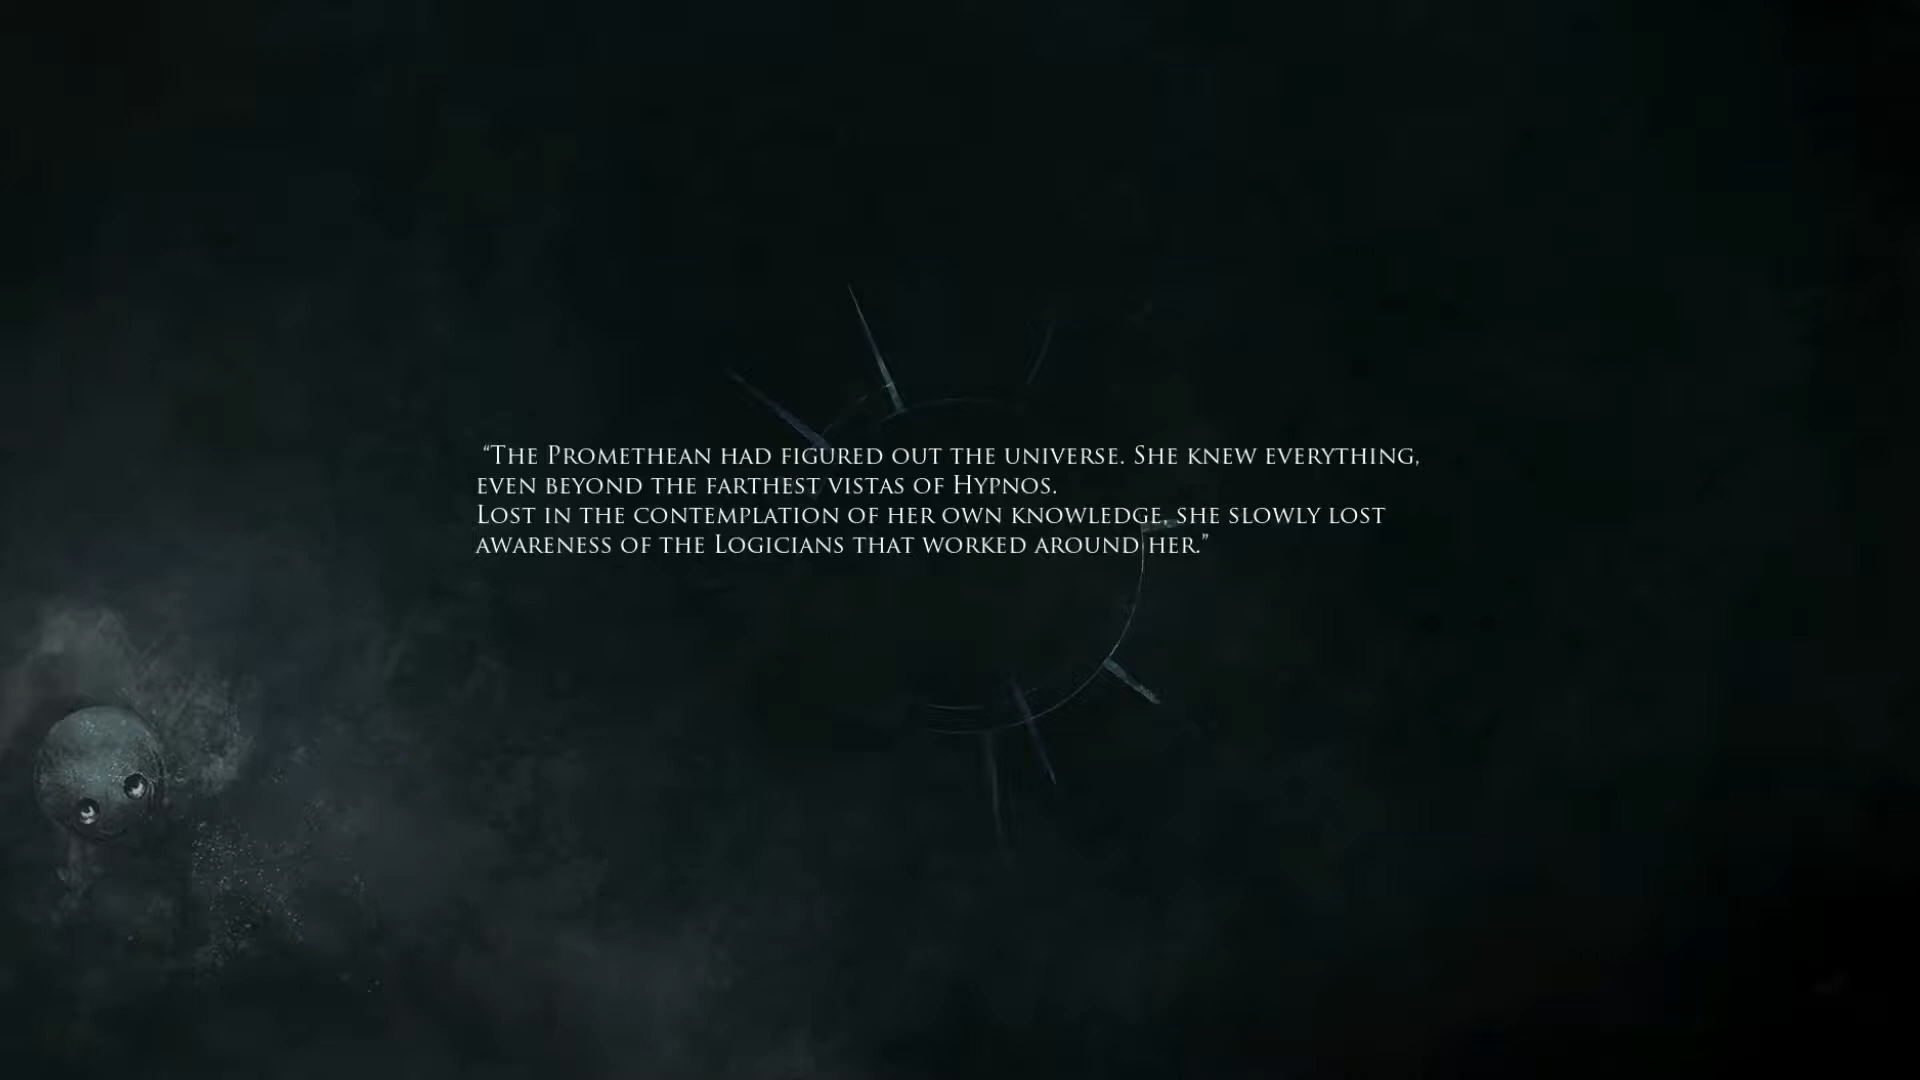 “The Promethean had figured out the universe. She knew everything,
even beyond the farthest vistas of Hypnos.
Lost in the contemplation of her own knowledge, she slowly lost
awareness of the Logicians that worked around her.”